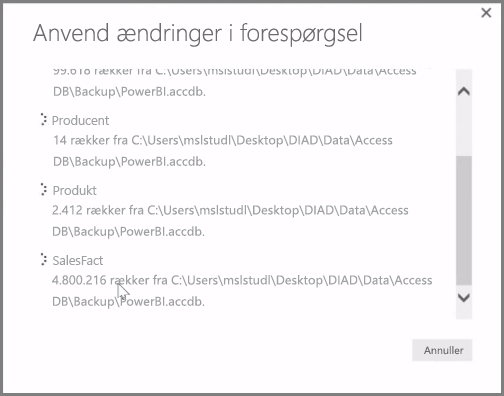 Anvend ændringer i forespørgsel
99.618 rækker fra C:\Users\mslstudl\Desktop\DIAD\Data\Access
DB\Backup\PowerBI.accdb.
Producent
14 rækker fra C:\Users\mslstudl\Desktop\DIAD\Data\Access
DB\Backup\PowerBI.accdb.
Produkt
2.412 rækker fra C:\Users\mslstudl\Desktop\DIAD\Data\Access
DB\Backup\PowerBI.accdb.
SalesFact
4.800.216 rækker fra C:\Users\mslstudl\Desktop\DIAD\Data\Access
DB\Backup\PowerBI.accdb.
Annuller